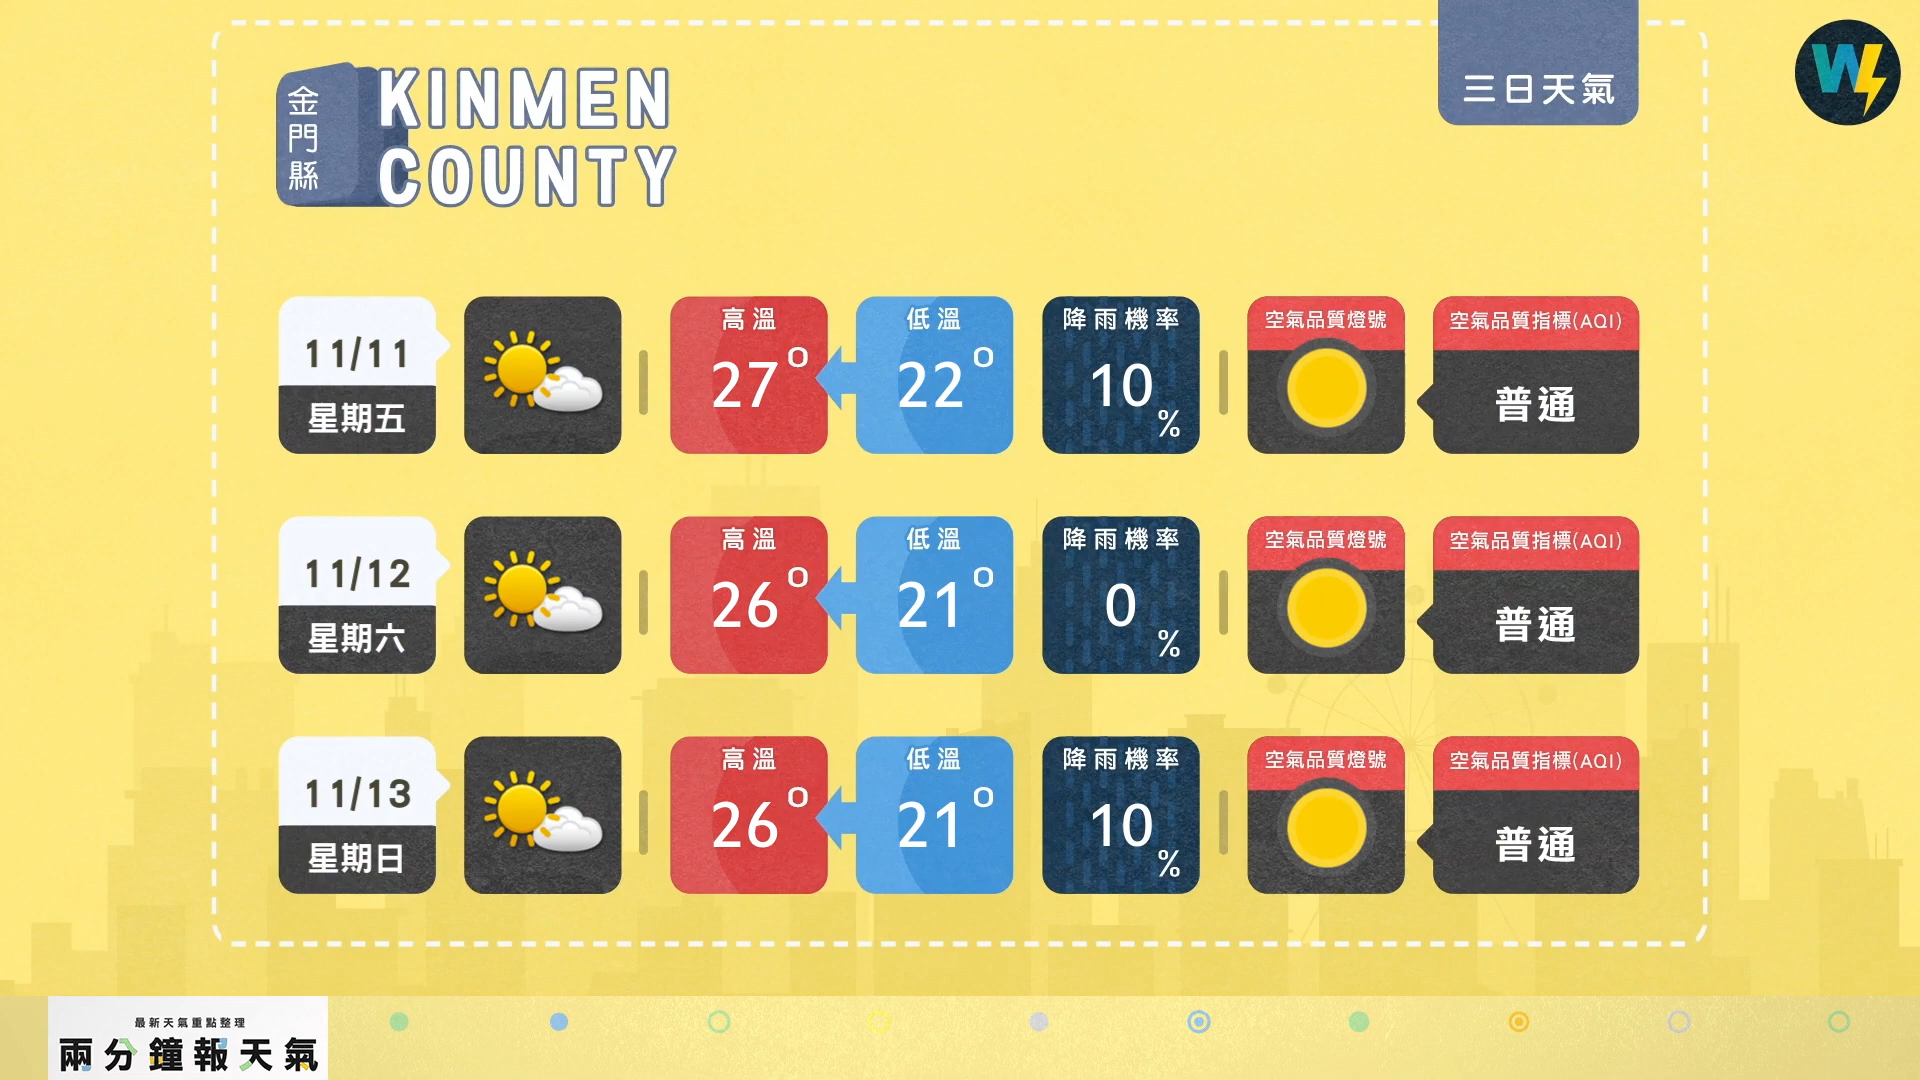 金門縣
KINMEN
COUNTY
三日天氣
W
11/11
星期五
高溫
27°
低溫
22°
降雨機率
10%
空氣品質燈號
空氣品質指標(AQI)
普通
11/12
星期六
高溫
26°
低溫
21°
降雨機率
0%
空氣品質燈號
空氣品質指標(AQI)
普通
11/13
星期日
高溫
26°
低溫
21°
降雨機率
10%
空氣品質燈號
空氣品質指標(AQI)
普通
最新天氣重點整理
兩分鐘報天氣